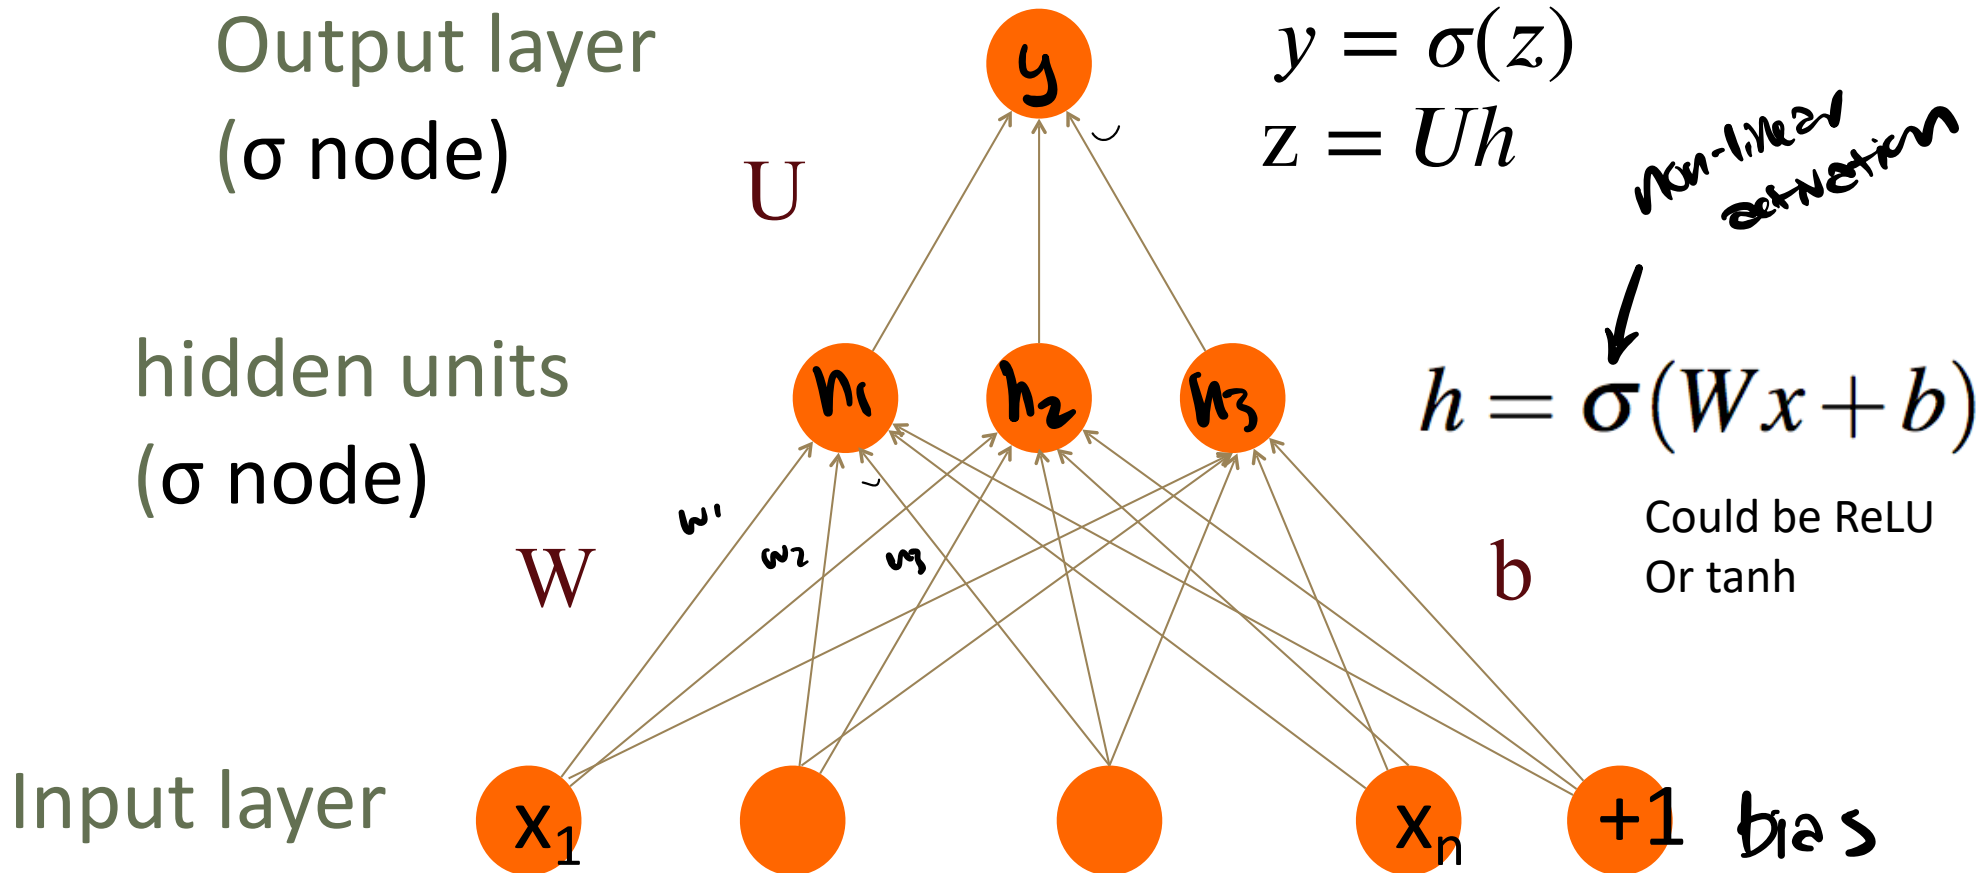 Output layer
(σ node)
y
y = σ(z)
z = Uh
U
non-linear
activation
hidden units
(σ node)
h1
h2
h3
h = σ(Wx + b)
Could be ReLU
Or tanh
W
w1
w2
w3
b
Input layer
x1
xn
+1
bias